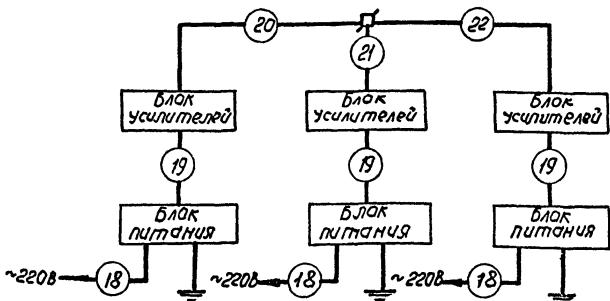 20
22
21
Блок
усилителей
Блок
усилителей
Блок
усилителей
19
19
19
Блок
питания
Блок
питания
Блок
питания
~220В
18
~220В
18
~220В
18